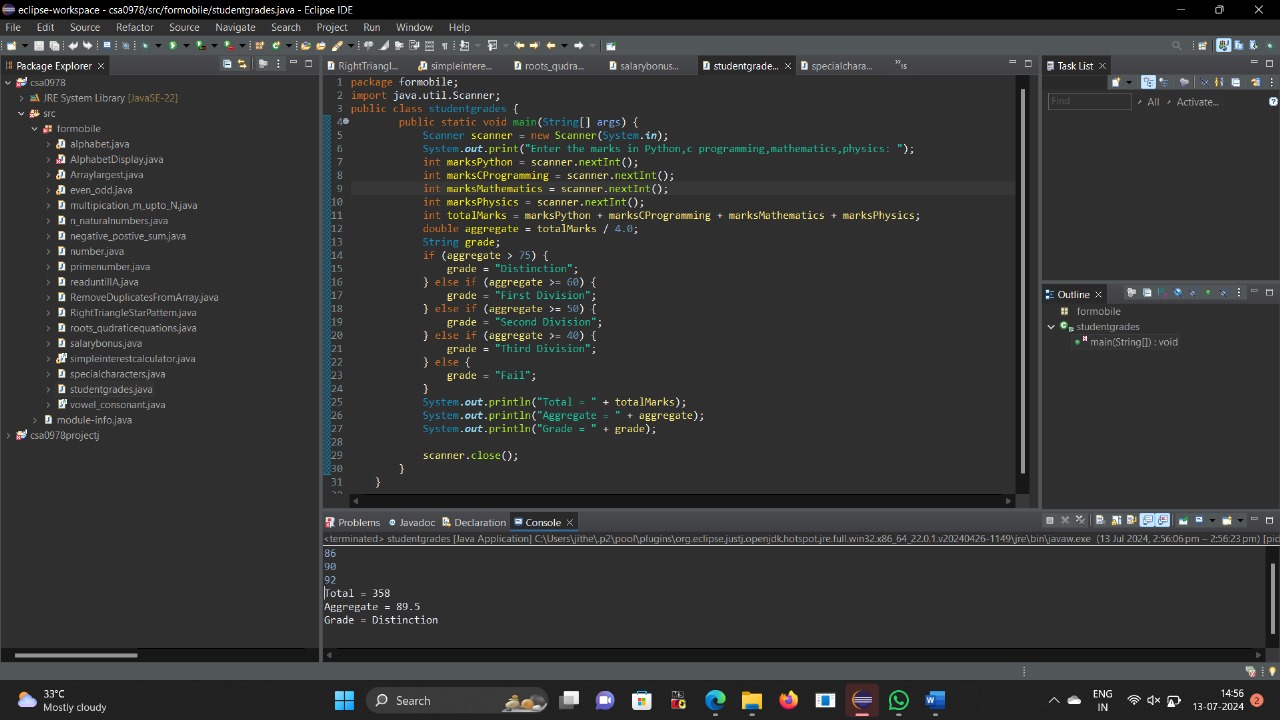 eclipse-workspace - csa0978/src/formobile/studentgrades.java - Eclipse IDE
File Edit Source Refactor Source Navigate Search Project Run Window Help
Package Explorer
csa0978
JRE System Library [JavaSE-22]
src
formobile
alphabet.java
AlphabetDisplay.java
Arraylargest.java
even_odd.java
multipication_m_upto_N.java
n_naturalnumbers.java
negative_postive_sum.java
number.java
primenumber.java
readuntillA.java
RemoveDuplicatesFromArray.java
RightTriangleStarPattern.java
roots_qudraticequations.java
salarybonus.java
simpleinterestcalculator.java
specialcharacters.java
studentgrades.java
vowel_consonant.java
module-info.java
csa0978projectj
RightTriangl... simpleintere... roots_qudra... salarybonus... studentgrade... specialchara... »15
1 package formobile;
2 import java.util.Scanner;
3 public class studentgrades {
4 public static void main(String[] args) {
5 Scanner scanner = new Scanner(System.in);
6 System.out.print("Enter the marks in Python,c programming,mathematics,physics: ");
7 int marksPython = scanner.nextInt();
8 int marksCProgramming = scanner.nextInt();
9 int marksMathematics = scanner.nextInt();
10 int marksPhysics = scanner.nextInt();
11 int totalMarks = marksPython + marksCProgramming + marksMathematics + marksPhysics;
12 double aggregate = totalMarks / 4.0;
13 String grade;
14 if (aggregate > 75) {
15 grade = "Distinction";
16 } else if (aggregate >= 60) {
17 grade = "First Division";
18 } else if (aggregate >= 50) {
19 grade = "Second Division";
20 } else if (aggregate >= 40) {
21 grade = "Third Division";
22 } else {
23 grade = "Fail";
24 }
25 System.out.println("Total = " + totalMarks);
26 System.out.println("Aggregate = " + aggregate);
27 System.out.println("Grade = " + grade);
28
29 scanner.close();
30 }
31 }
Task List
Find All Activate...
Outline
formobile
studentgrades
main(String[]) : void
Problems Javadoc Declaration Console
<terminated> studentgrades [Java Application] C:\Users\jithe\.p2\pool\plugins\org.eclipse.justj.openjdk.hotspot.jre.full.win32.x86_64_22.0.1.v20240426-1149\jre\bin\javaw.exe (13 Jul 2024, 2:56:06 pm – 2:56:23 pm) [pid
86
90
92
Total = 358
Aggregate = 89.5
Grade = Distinction
33°C
Mostly cloudy
Search
ENG
IN
14:56
13-07-2024
2